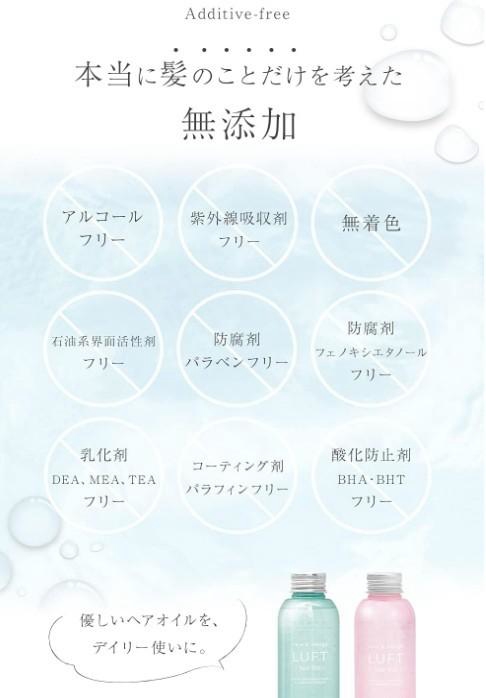 Additive-free
本当に髪のことだけを考えた
無添加
アルコール
フリー
紫外線吸収剤
フリー
無着色
石油系界面活性剤
フリー
防腐剤
パラベンフリー
防腐剤
フェノキシエタノール
フリー
乳化剤
DEA、MEA、TEA
フリー
コーティング剤
パラフィンフリー
酸化防止剤
BHA・BHT
フリー
優しいヘアオイルを、
デイリー使いに。
LUFT
LUFT